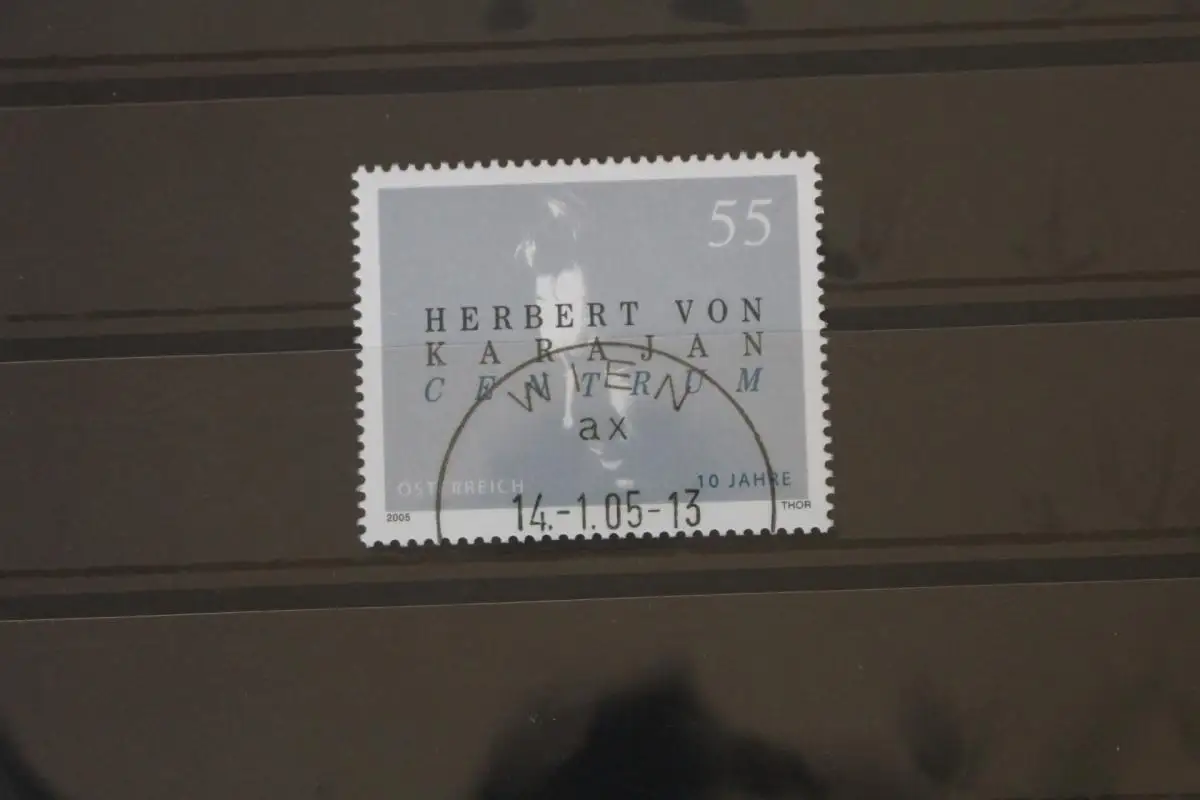 55
HERBERT VON
KARAJAN
CENTRUM
WIEN
ax
ÖSTERREICH
10 JAHRE
14.-1.05-13
2005
THOR